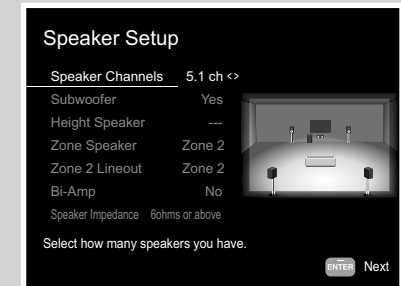 Speaker Setup
Speaker Channels 5.1 ch <>
Subwoofer Yes
Height Speaker ---
Zone Speaker Zone 2
Zone 2 Lineout Zone 2
Bi-Amp No
Speaker Impedance 6ohms or above
Select how many speakers you have.
ENTER Next